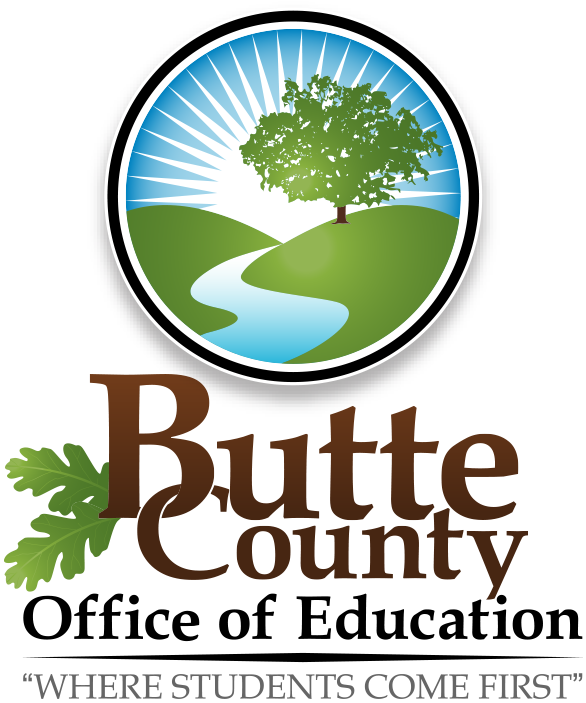 Butte
County
Office of Education
“WHERE STUDENTS COME FIRST”